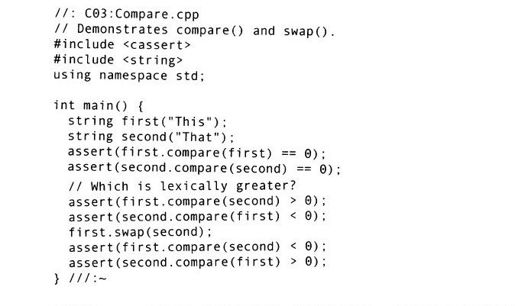 //: C03:Compare.cpp
// Demonstrates compare() and swap().
#include <cassert>
#include <string>
using namespace std;

int main() {
  string first("This");
  string second("That");
  assert(first.compare(first) == 0);
  assert(second.compare(second) == 0);
  // Which is lexically greater?
  assert(first.compare(second) > 0);
  assert(second.compare(first) < 0);
  first.swap(second);
  assert(first.compare(second) < 0);
  assert(second.compare(first) > 0);
} ///:~